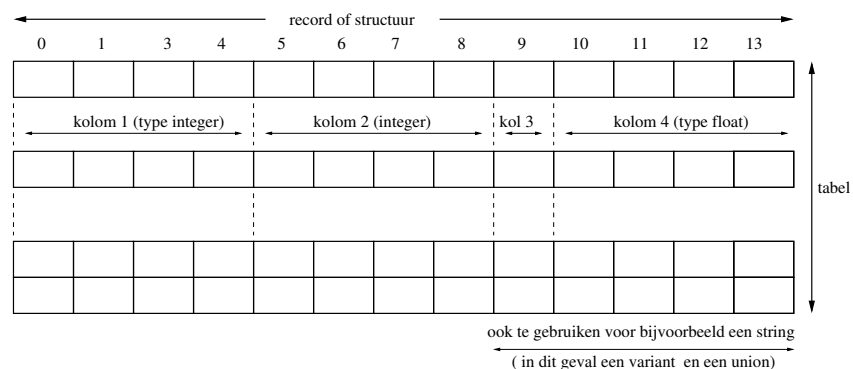 record of structuur
0 1 3 4 5 6 7 8 9 10 11 12 13
kolom 1 (type integer) kolom 2 (integer) kol 3 kolom 4 (type float)
tabel
ook te gebruiken voor bijvoorbeeld een string
( in dit geval een variant en een union)